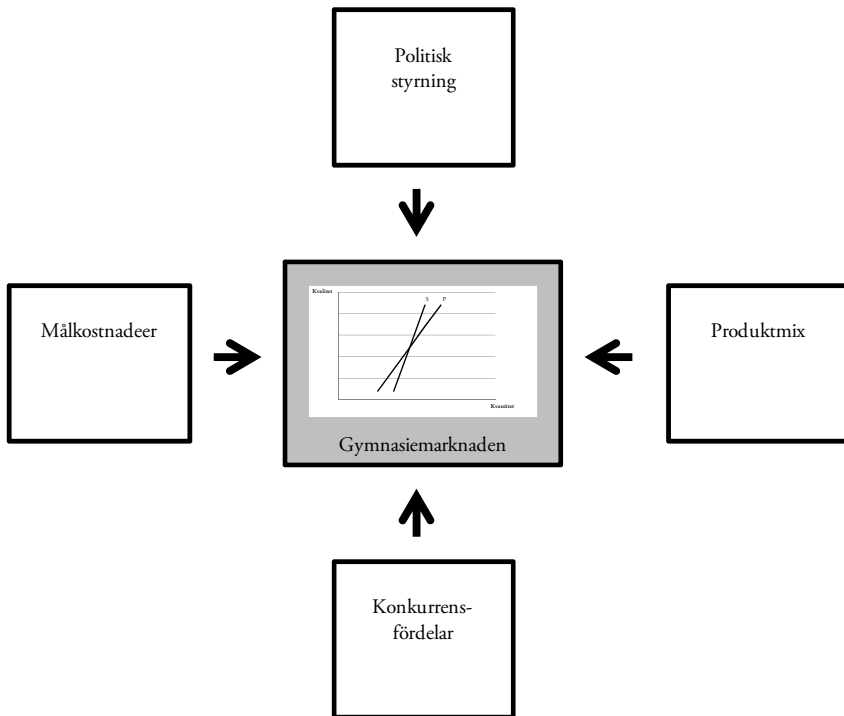 Politisk
styrning
Målkostnadeer
Kvalitet
S P
Kvantitet
Gymnasiemarknaden
Produktmix
Konkurrens-
fördelar